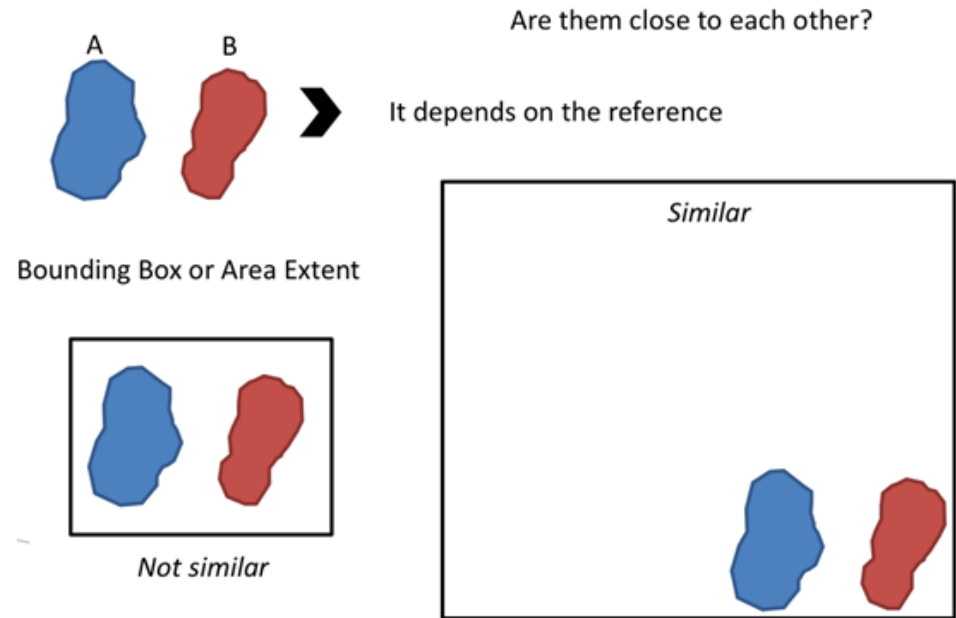 Are them close to each other?
A
B
It depends on the reference
Similar
Bounding Box or Area Extent
Not similar